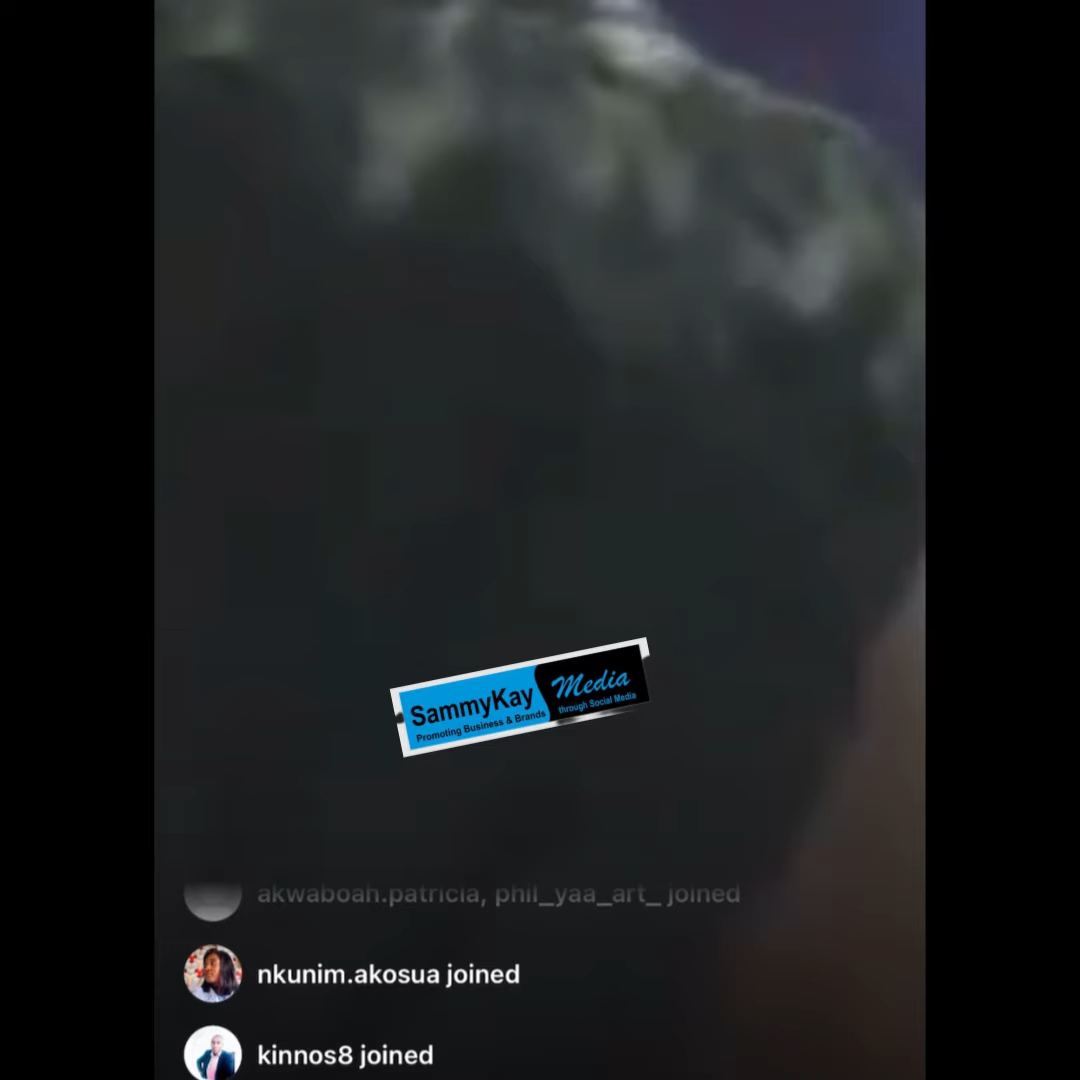 SammyKay Media
Promoting Business & Brands through Social Media
akwaboah.patricia, phil_yaa_art_ joined
nkunim.akosua joined
kinnos8 joined